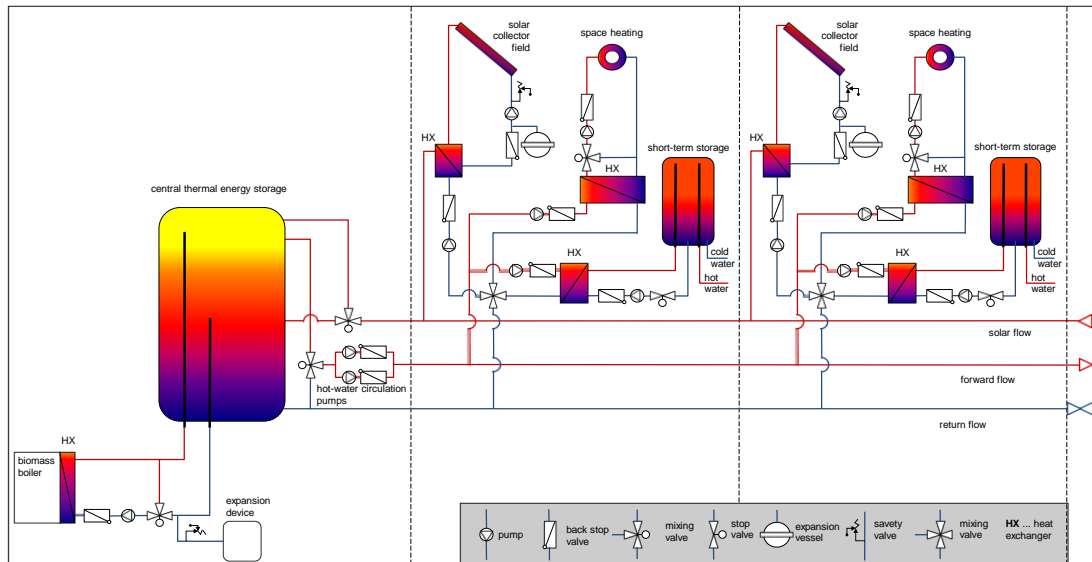 solar
collector
field
space heating
HX
short-term storage
HX
cold
water
hot
water
HX
solar
collector
field
space heating
HX
short-term storage
HX
cold
water
hot
water
HX
central thermal energy storage
solar flow
forward flow
return flow
hot-water circulation
pumps
HX
biomass
boiler
expansion
device
pump
back stop
valve
mixing
valve
stop
valve
expansion
vessel
savety
valve
mixing
valve
HX ... heat
exchanger